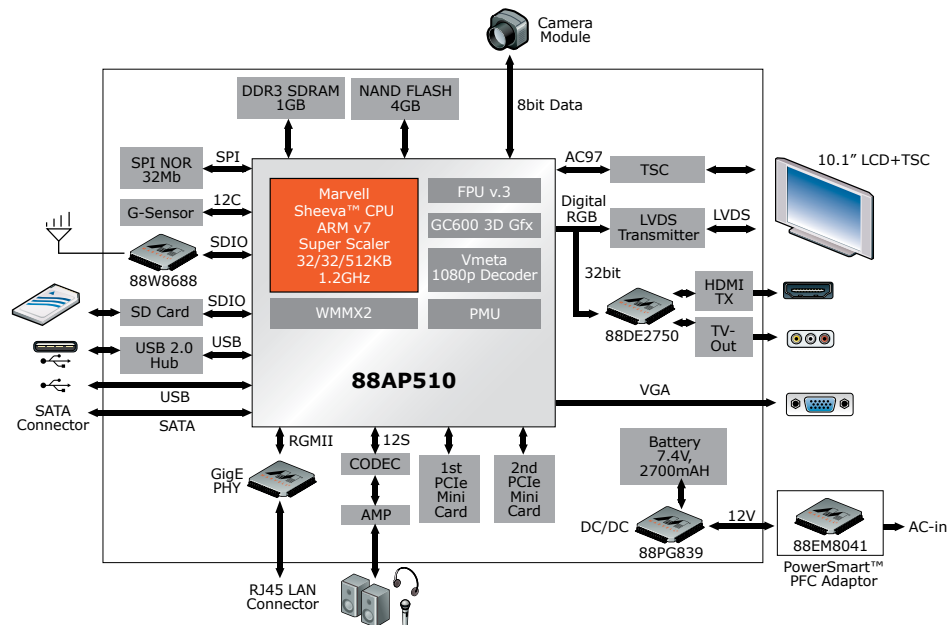 Camera
Module
DDR3 SDRAM
1GB
NAND FLASH
4GB
8bit Data
SPI NOR
32Mb
SPI
G-Sensor
12C
88W8688
SDIO
SD Card
SDIO
USB 2.0
Hub
USB
USB
SATA
Connector
SATA
Marvell
Sheeva™ CPU
ARM v7
Super Scaler
32/32/512KB
1.2GHz
FPU v.3
GC600 3D Gfx
Vmeta
1080p Decoder
WMMX2
PMU
88AP510
AC97
TSC
10.1” LCD+TSC
Digital
RGB
LVDS
Transmitter
LVDS
32bit
88DE2750
HDMI
TX
TV-
Out
VGA
RGMII
GigE
PHY
RJ45 LAN
Connector
12S
CODEC
AMP
1st
PCIe
Mini
Card
2nd
PCIe
Mini
Card
Battery
7.4V,
2700mAH
DC/DC
88PG839
12V
88EM8041
AC-in
PowerSmart™
PFC Adaptor